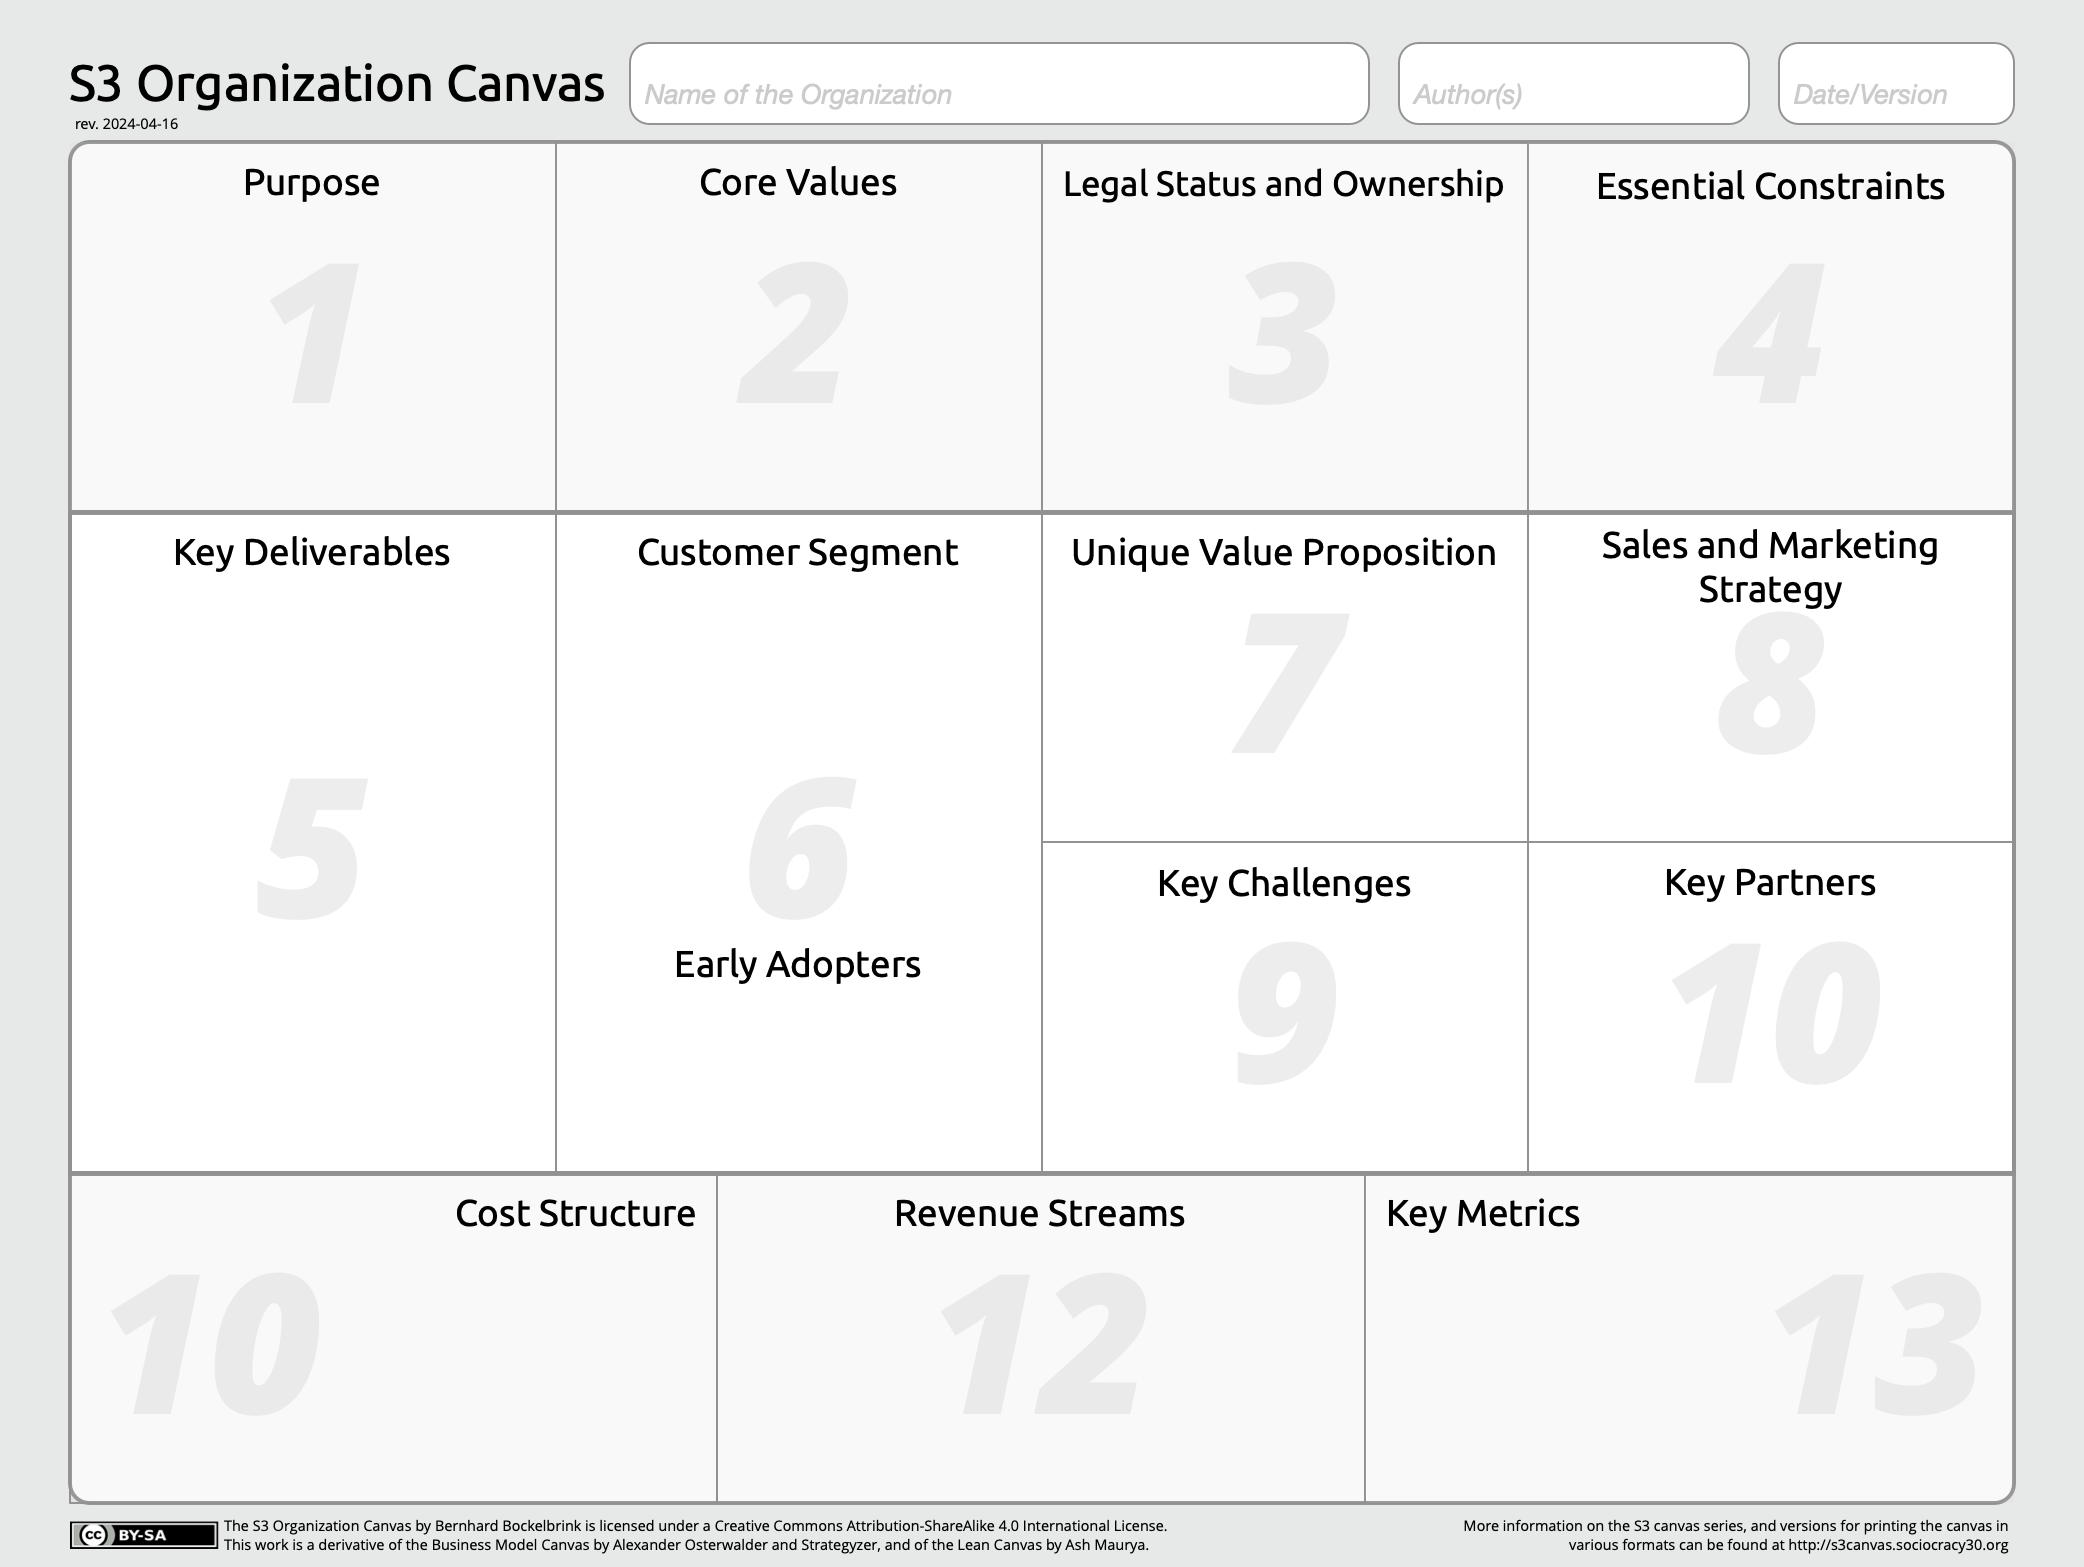 S3 Organization Canvas
rev. 2024-04-16
Name of the Organization
Author(s)
Date/Version
Purpose
1
Core Values
2
Legal Status and Ownership
3
Essential Constraints
4
Key Deliverables
5
Customer Segment
6
Early Adopters
Unique Value Proposition
7
Sales and Marketing
Strategy
8
Key Challenges
9
Key Partners
10
Cost Structure
10
Revenue Streams
12
Key Metrics
13
cc BY-SA
The S3 Organization Canvas by Bernhard Bockelbrink is licensed under a Creative Commons Attribution-ShareAlike 4.0 International License.
This work is a derivative of the Business Model Canvas by Alexander Osterwalder and Strategyzer, and of the Lean Canvas by Ash Maurya.
More information on the S3 canvas series, and versions for printing the canvas in
various formats can be found at http://s3canvas.sociocracy30.org